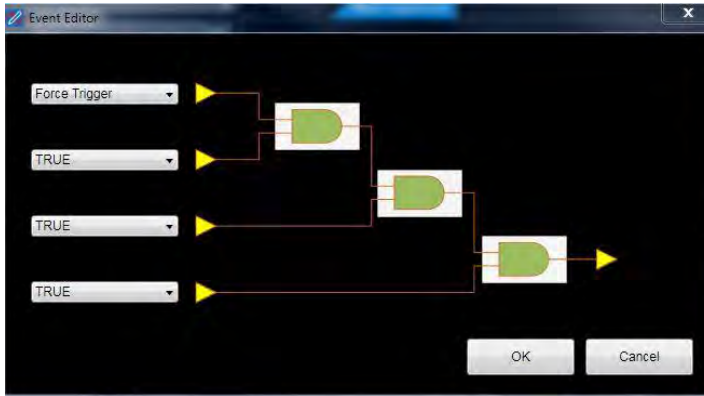 Event Editor
x
Force Trigger
TRUE
TRUE
TRUE
OK Cancel